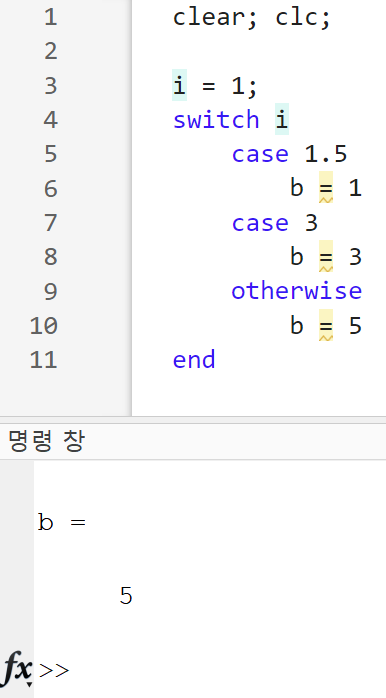 1 clear; clc;
2
3 i = 1;
4 switch i
5 case 1.5
6 b = 1
7 case 3
8 b = 3
9 otherwise
10 b = 5
11 end
명령 창
b =
5
fx >>